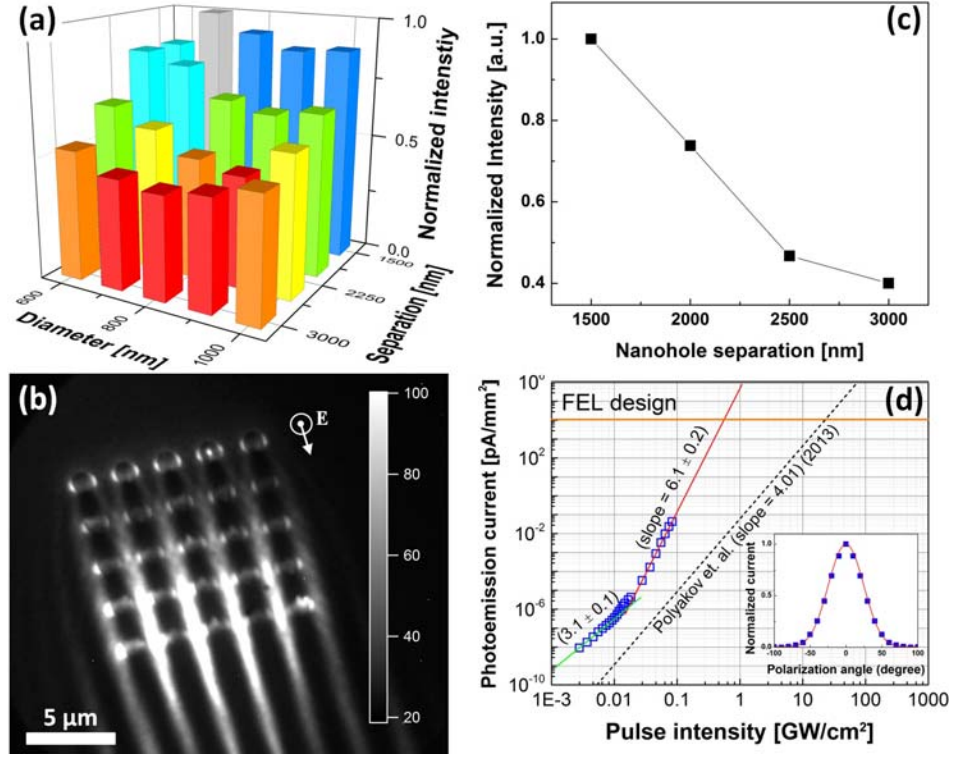 (a)
1.0
0.5
0.0
Normalized intenstiy
1500
2250
3000
Separation [nm]
600
800
1000
Diameter [nm]
(c)
1.0
0.8
0.6
0.4
Normalized Intensity [a.u.]
1500 2000 2500 3000
Nanohole separation [nm]
(b)
E
100
80
60
40
20
5 µm
(d)
FEL design
10⁰
10²
10⁻²
10⁻⁶
10⁻⁸
10⁻¹⁰
Photoemission current [pA/mm²]
(slope = 6.1 ± 0.2)
(3.1 ± 0.1)
Polyakov et. al. (slope = 4.01) (2013)
1.0
0.5
0.0
Normalized current
-100 -50 0 50 100
Polarization angle (degree)
1E-3 0.01 0.1 1 10 100 1000
Pulse intensity [GW/cm²]